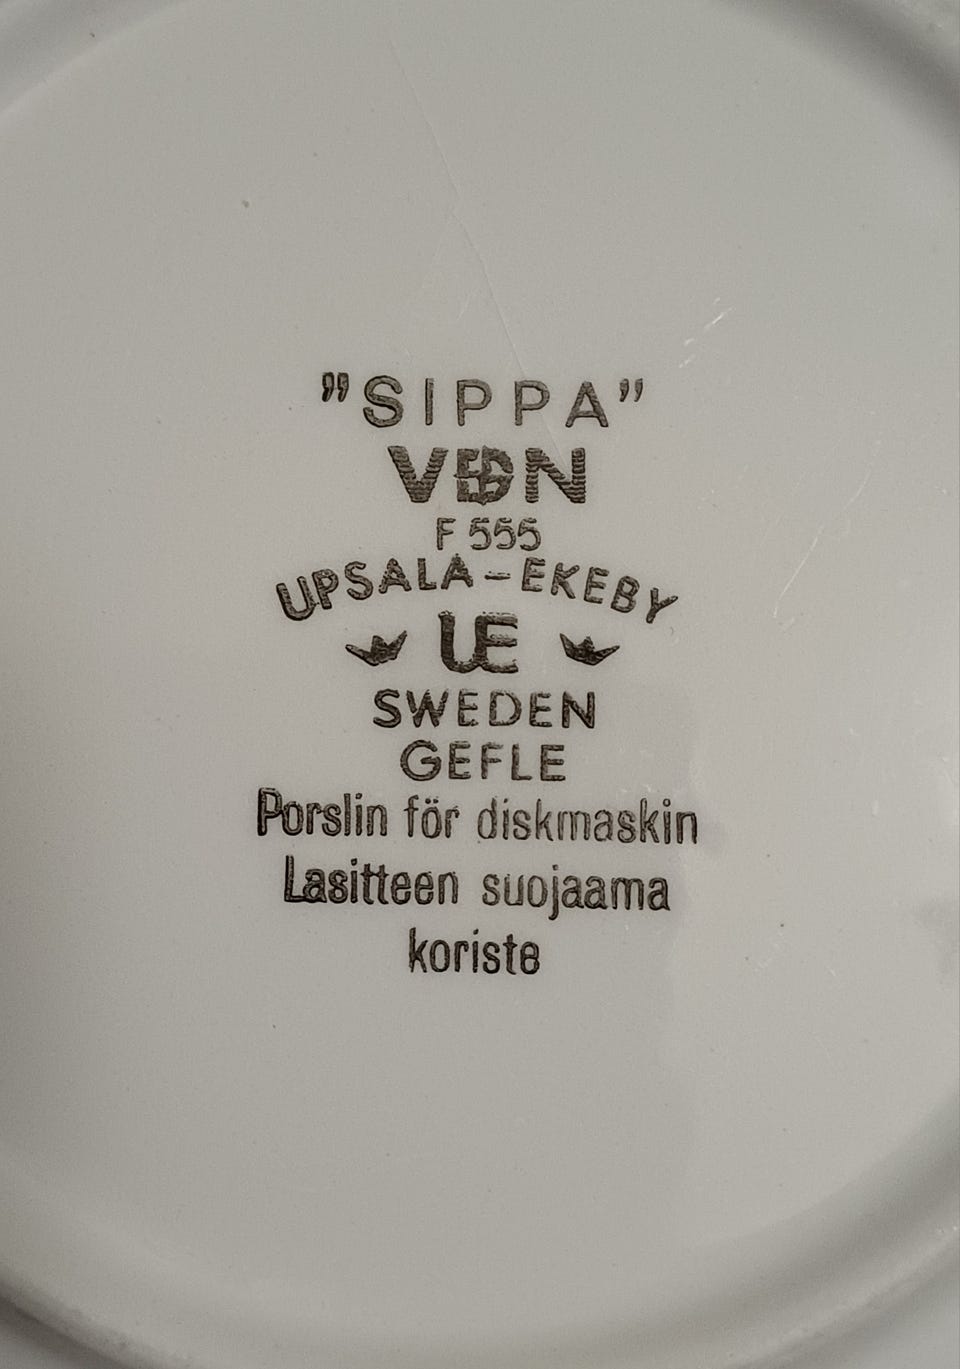 "SIPPA"
VDN
F 555
UPSALA-EKEBY
UE
SWEDEN
GEFLE
Porslin för diskmaskin
Lasitteen suojaama
koriste